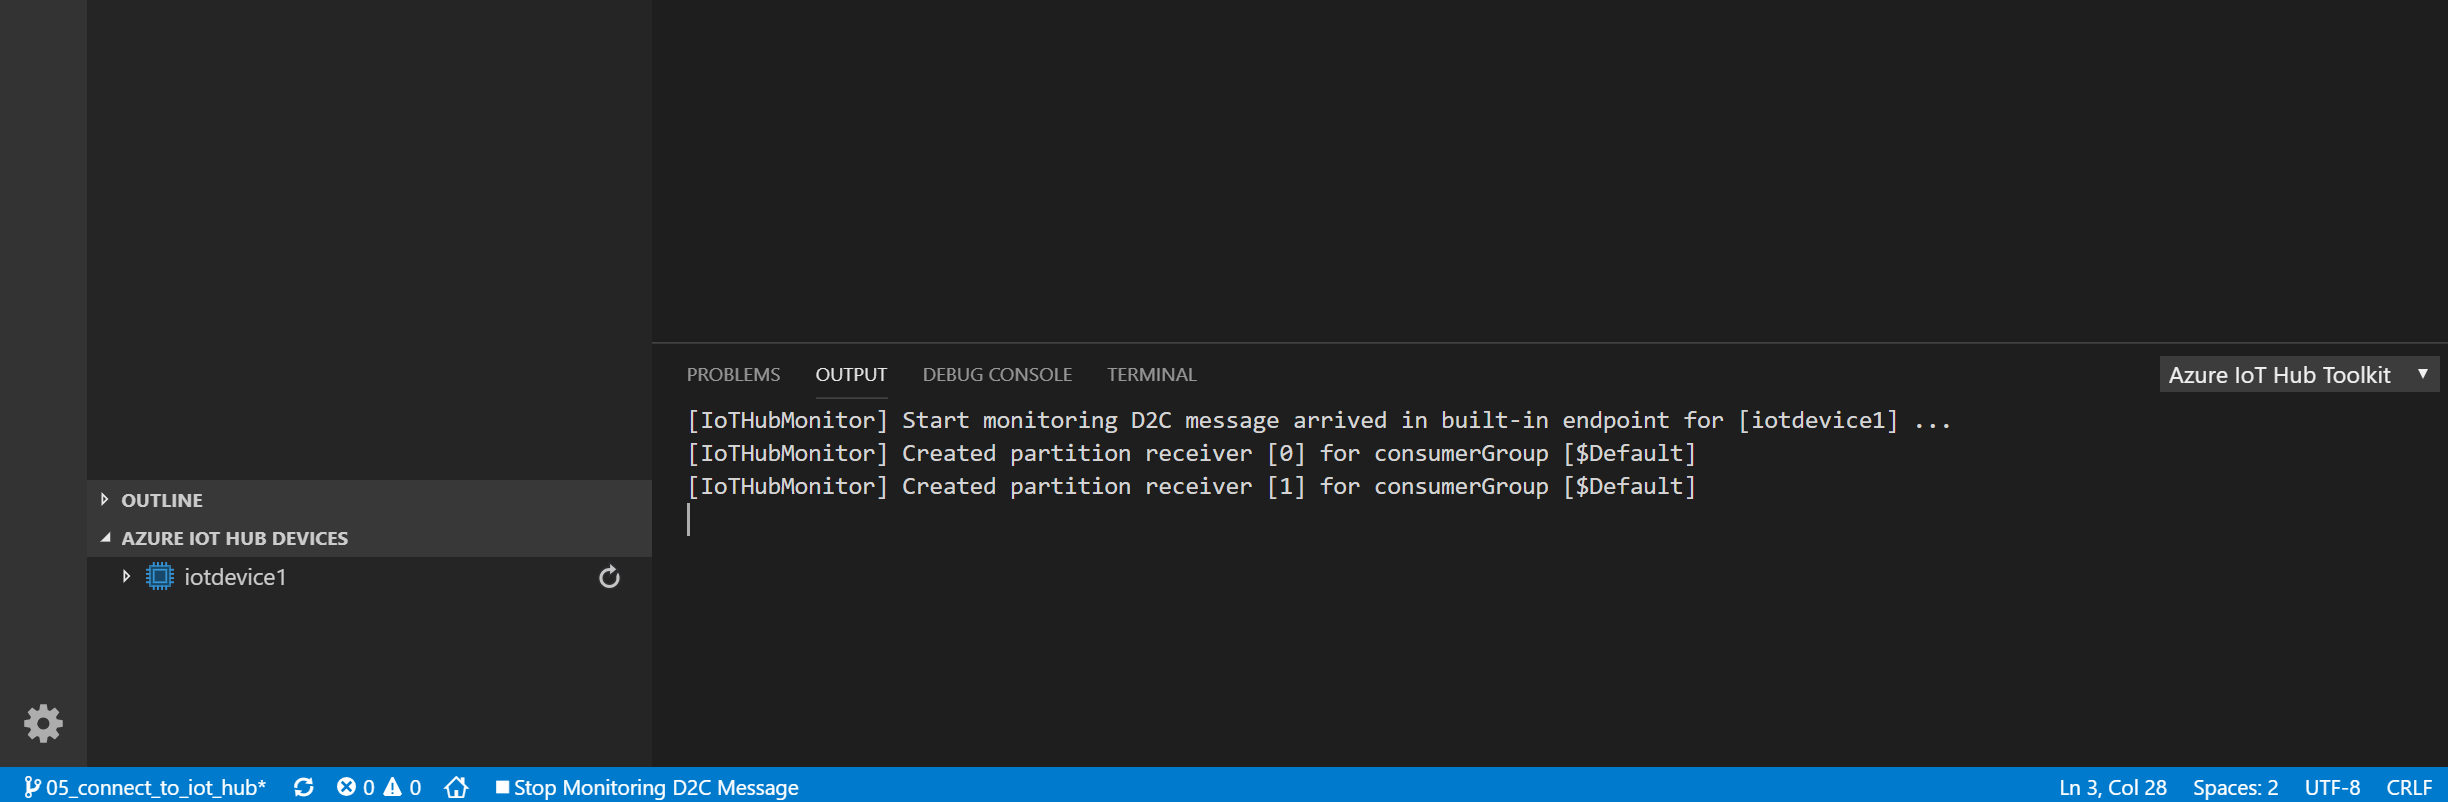 PROBLEMS OUTPUT DEBUG CONSOLE TERMINAL Azure IoT Hub Toolkit
[IoTHubMonitor] Start monitoring D2C message arrived in built-in endpoint for [iotdevice1] ...
[IoTHubMonitor] Created partition receiver [0] for consumerGroup [$Default]
[IoTHubMonitor] Created partition receiver [1] for consumerGroup [$Default]
OUTLINE
AZURE IOT HUB DEVICES
iotdevice1
05_connect_to_iot_hub* 0 0 Stop Monitoring D2C Message Ln 3, Col 28 Spaces: 2 UTF-8 CRLF